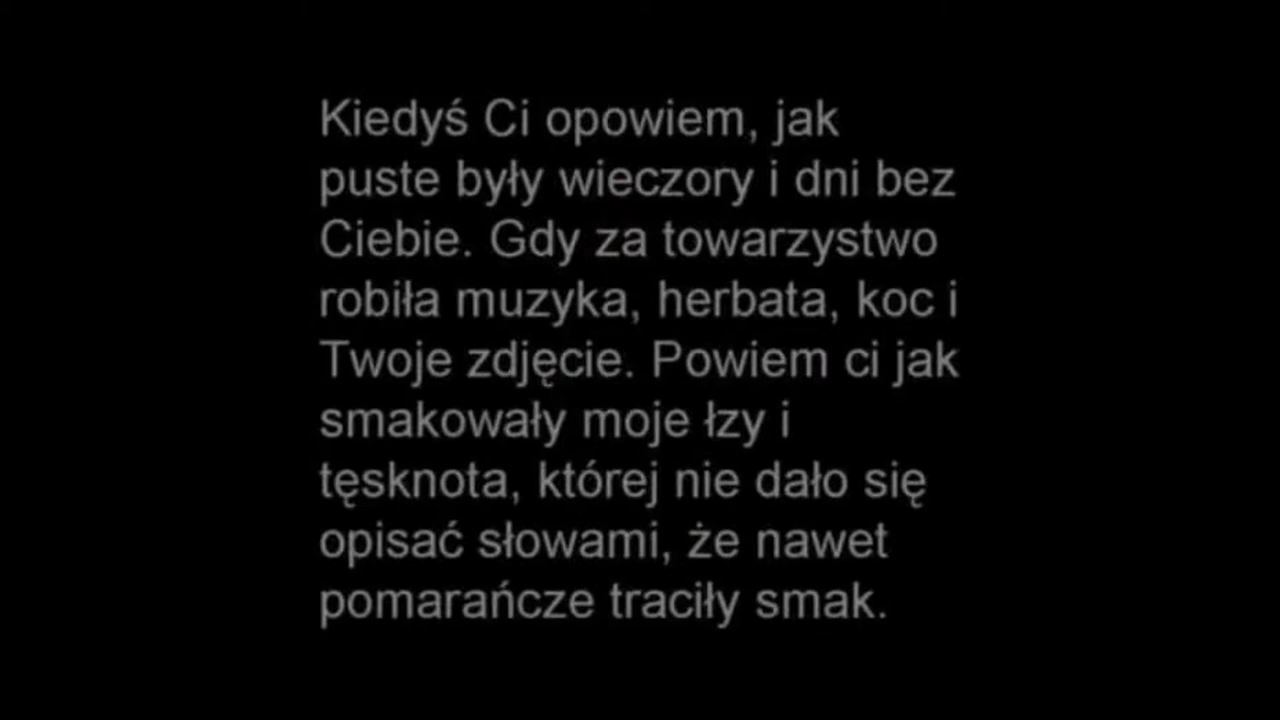 Kiedyś Ci opowiem, jak
puste były wieczory i dni bez
Ciebie. Gdy za towarzystwo
robiła muzyka, herbata, koc i
Twoje zdjęcie. Powiem ci jak
smakowały moje łzy i
tęsknota, której nie dało się
opisać słowami, że nawet
pomarańcze traciły smak.